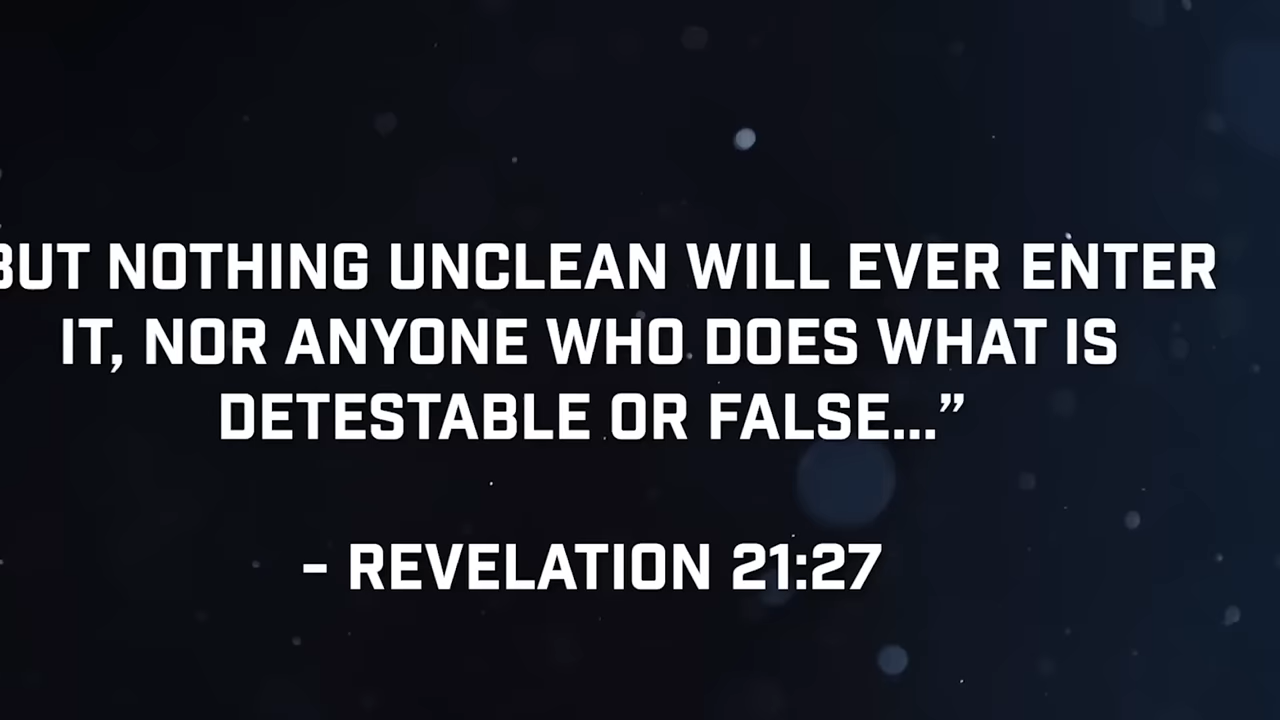 BUT NOTHING UNCLEAN WILL EVER ENTER
IT, NOR ANYONE WHO DOES WHAT IS
DETESTABLE OR FALSE...”
– REVELATION 21:27